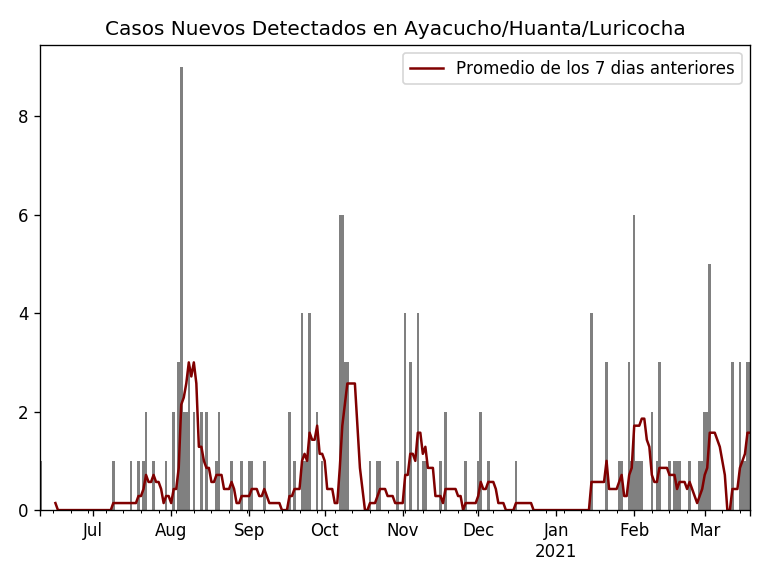 Casos Nuevos Detectados en Ayacucho/Huanta/Luricocha
Promedio de los 7 dias anteriores
8
6
4
2
0
Jul Aug Sep Oct Nov Dec Jan Feb Mar
2021